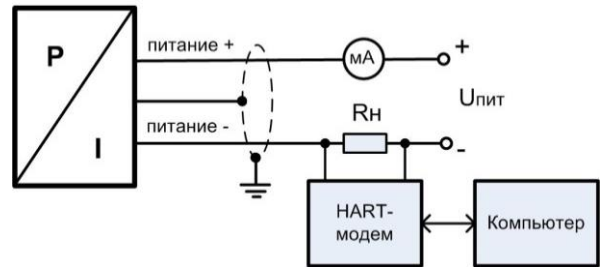 P
I
питание +
питание -
мА
+
Uпит
-
Rн
HART-
модем
Компьютер